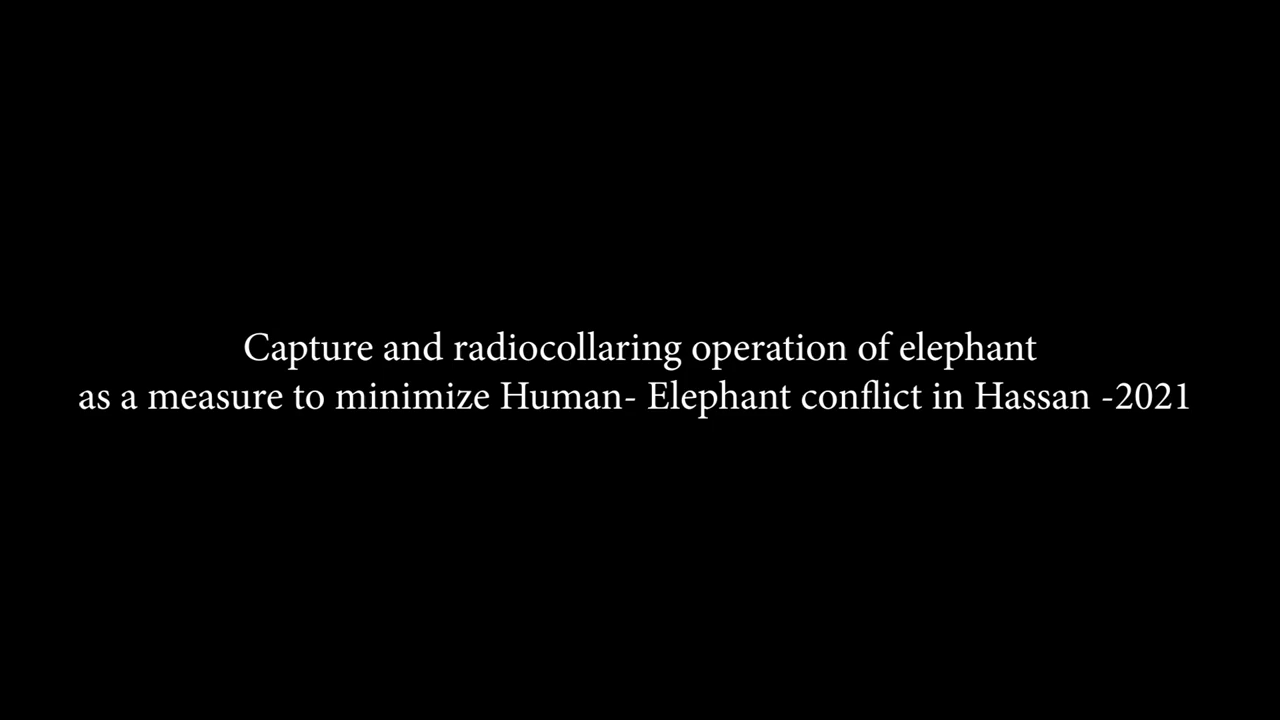 Capture and radiocollaring operation of elephant
as a measure to minimize Human- Elephant conflict in Hassan -2021